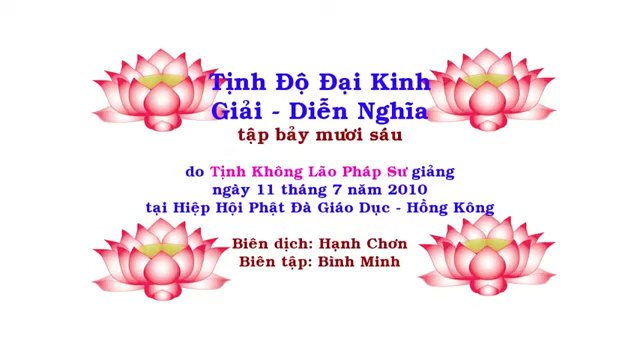 Tịnh Độ Đại Kinh
Giải - Diễn Nghĩa
tập bảy mươi sáu
do Tịnh Không Lão Pháp Sư giảng
ngày 11 tháng 7 năm 2010
tại Hiệp Hội Phật Đà Giáo Dục - Hồng Kông
Biên dịch: Hạnh Chơn
Biên tập: Bình Minh